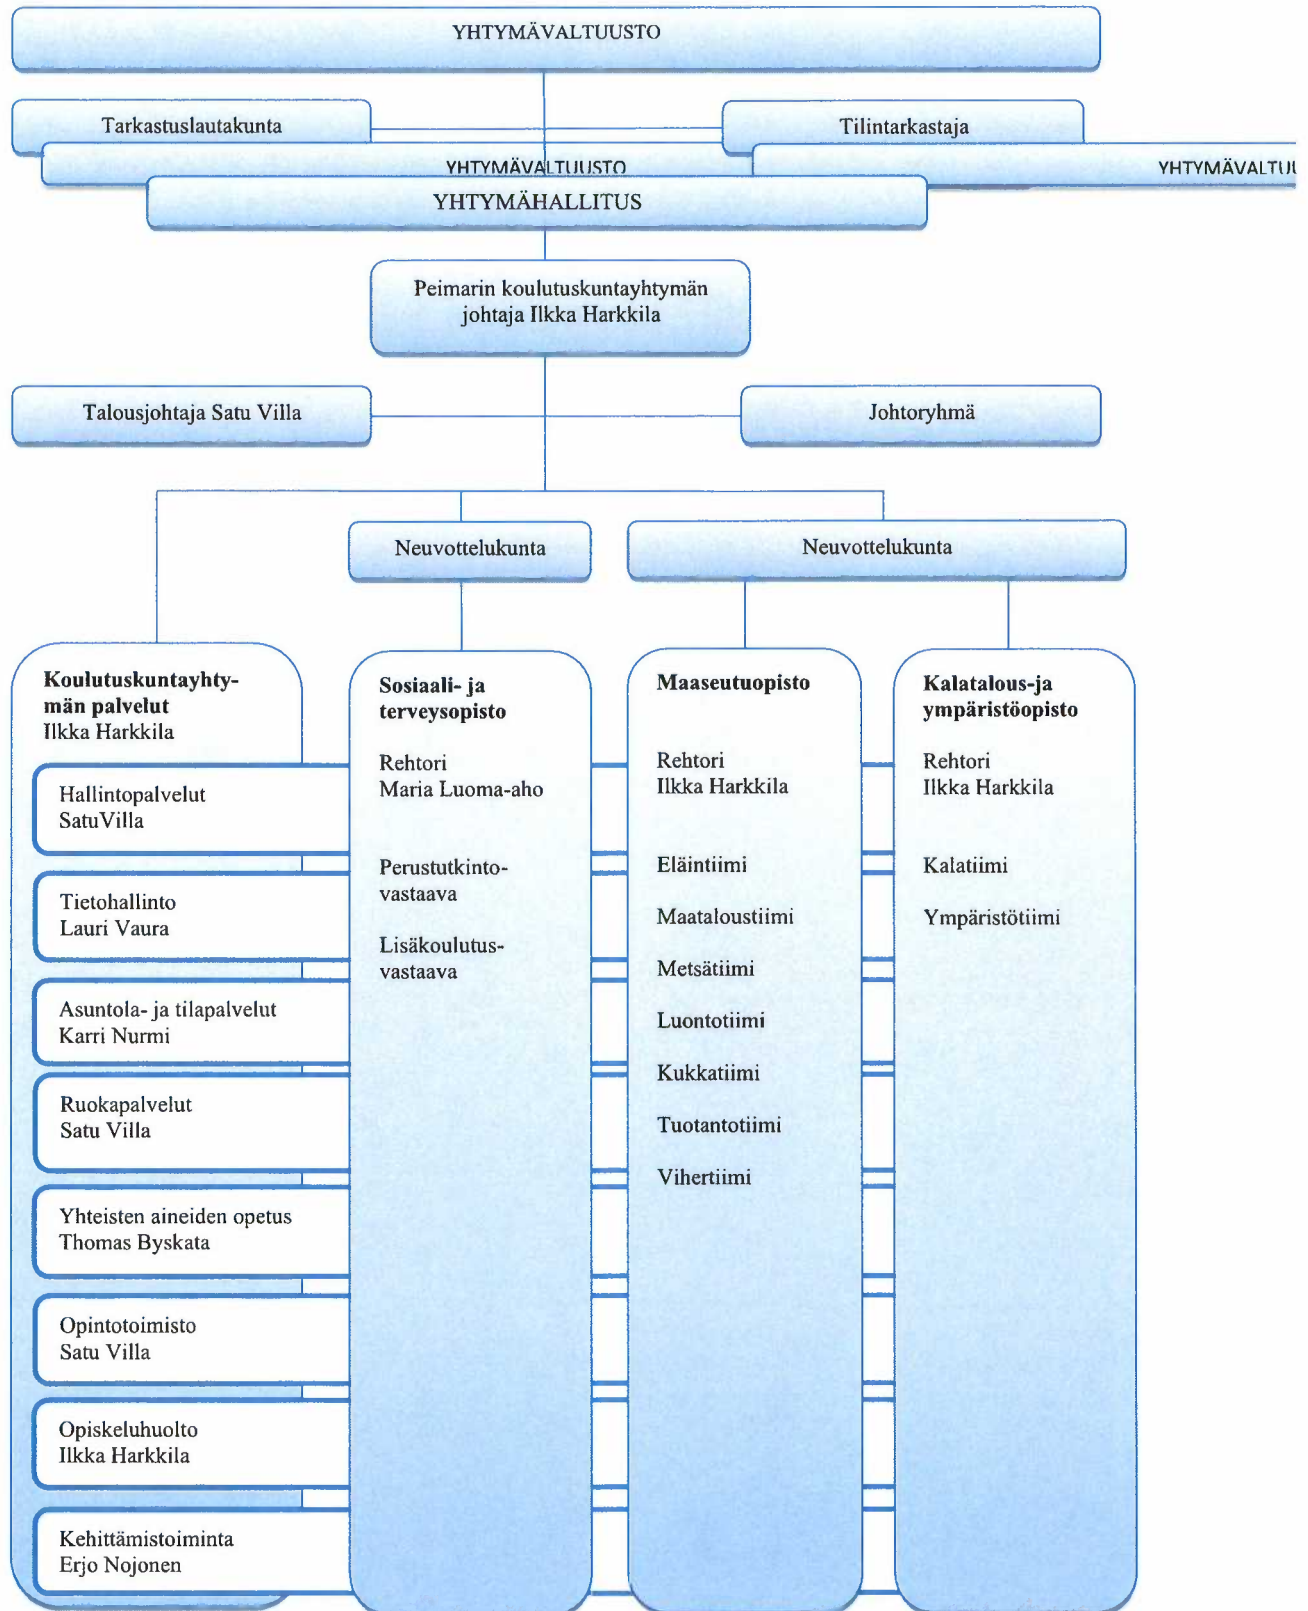 YHTYMÄVALTUUSTO
Tarkastuslautakunta
Tilintarkastaja
YHTYMÄVALTUUSTO
YHTYMÄVALTUU
YHTYMÄHALLITUS
Peimarin koulutuskuntayhtymän
johtaja Ilkka Harkkila
Talousjohtaja Satu Villa
Johtoryhmä
Neuvottelukunta
Neuvottelukunta
Koulutuskuntayhty-
män palvelut
Ilkka Harkkila
Hallintopalvelut
SatuVilla
Tietohallinto
Lauri Vaura
Asuntola- ja tilapalvelut
Karri Nurmi
Ruokapalvelut
Satu Villa
Yhteisten aineiden opetus
Thomas Byskata
Opintotoimisto
Satu Villa
Opiskeluhuolto
Ilkka Harkkila
Kehittämistoiminta
Erjo Nojonen
Sosiaali- ja
terveysopisto
Rehtori
Maria Luoma-aho
Perustutkinto-
vastaava
Lisäkoulutus-
vastaava
Maaseutuopisto
Rehtori
Ilkka Harkkila
Eläintiimi
Maataloustiimi
Metsätiimi
Luontotiimi
Kukkatiimi
Tuotantotiimi
Vihertiimi
Kalatalous-ja
ympäristöopisto
Rehtori
Ilkka Harkkila
Kalatiimi
Ympäristötiimi